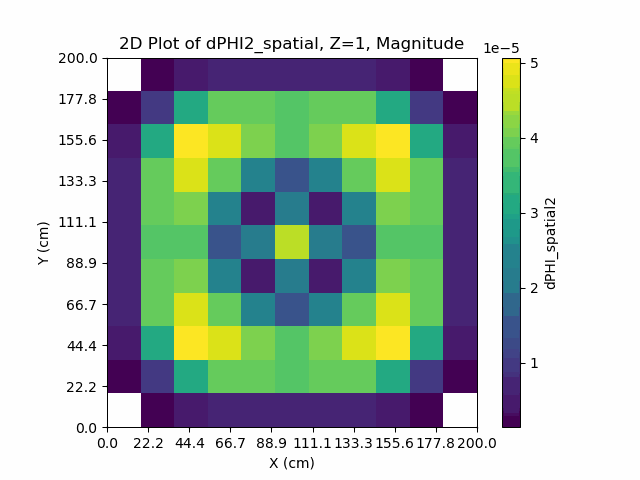 2D Plot of dPHI2_spatial, Z=1, Magnitude
1e−5
200.0
177.8
155.6
133.3
111.1
88.9
66.7
44.4
22.2
0.0
Y (cm)
0.0 22.2 44.4 66.7 88.9 111.1 133.3 155.6 177.8 200.0
X (cm)
5
4
3
2
1
dPHI_spatial2